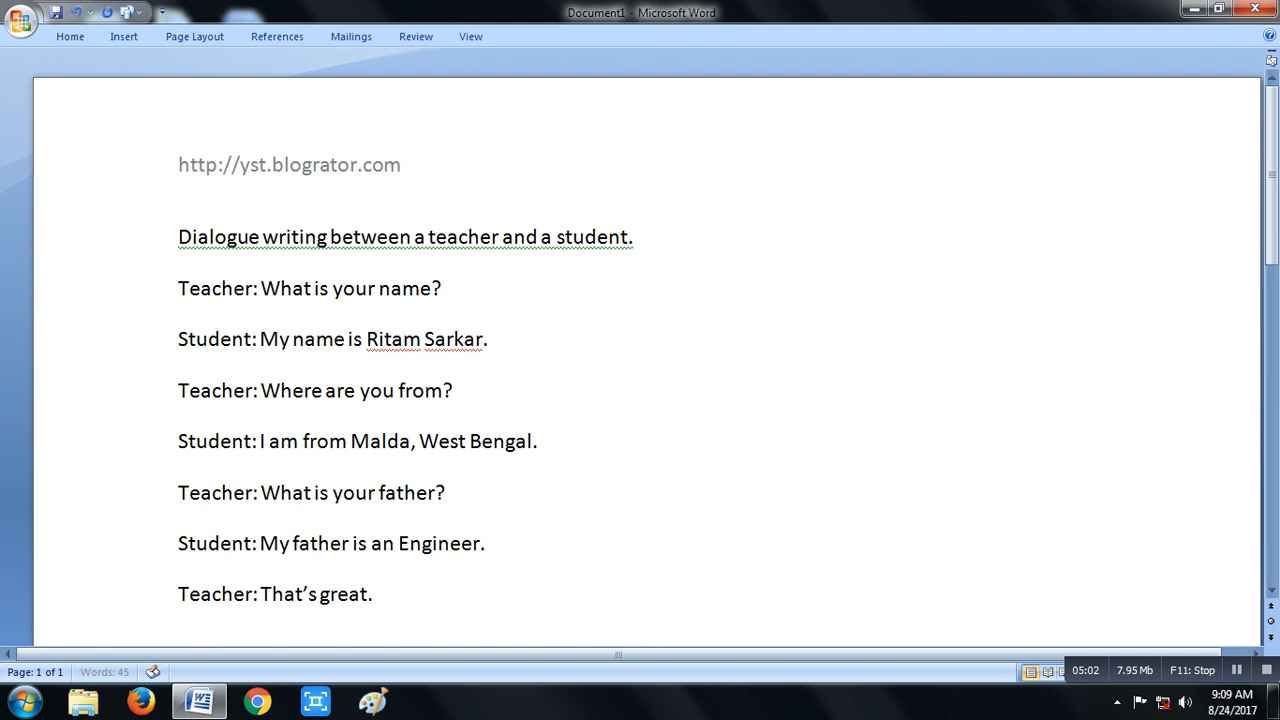 Document1 - Microsoft Word
Home Insert Page Layout References Mailings Review View
http://yst.blogrator.com
Dialogue writing between a teacher and a student.
Teacher: What is your name?
Student: My name is Ritam Sarkar.
Teacher: Where are you from?
Student: I am from Malda, West Bengal.
Teacher: What is your father?
Student: My father is an Engineer.
Teacher: That’s great.
Page: 1 of 1 Words: 45 05:02 7.95 Mb F11: Stop
9:09 AM
8/24/2017